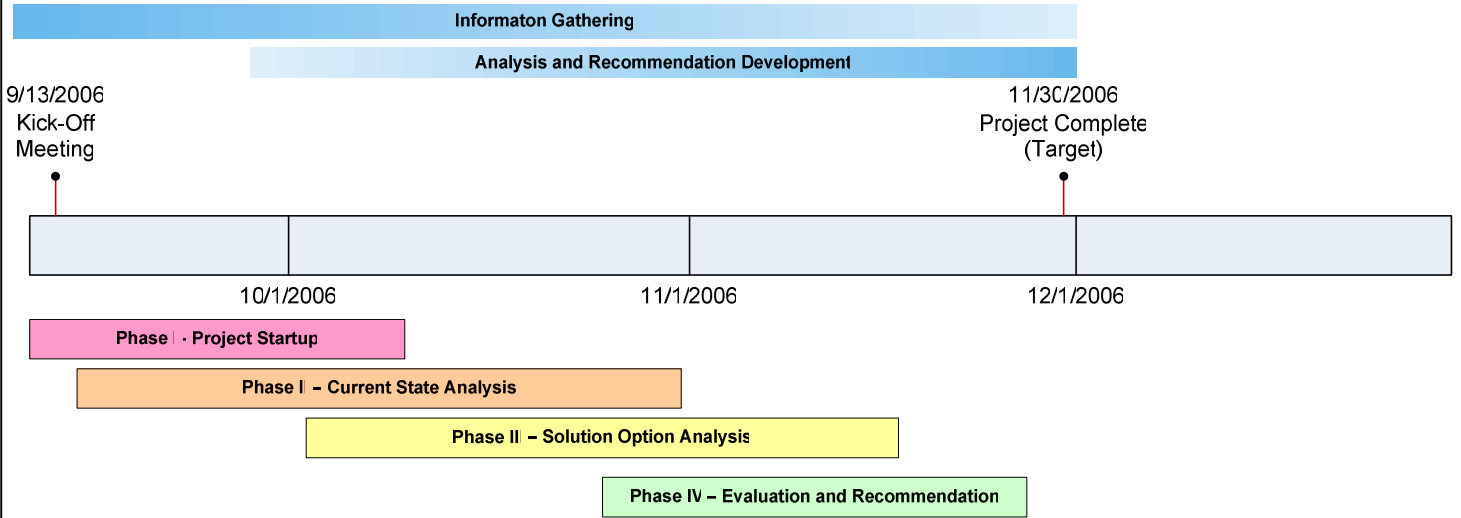 Informaton Gathering
Analysis and Recommendation Development
9/13/2006
Kick-Off
Meeting
11/30/2006
Project Complete
(Target)
10/1/2006
11/1/2006
12/1/2006
Phase I - Project Startup
Phase II – Current State Analysis
Phase III – Solution Option Analysis
Phase IV – Evaluation and Recommendation